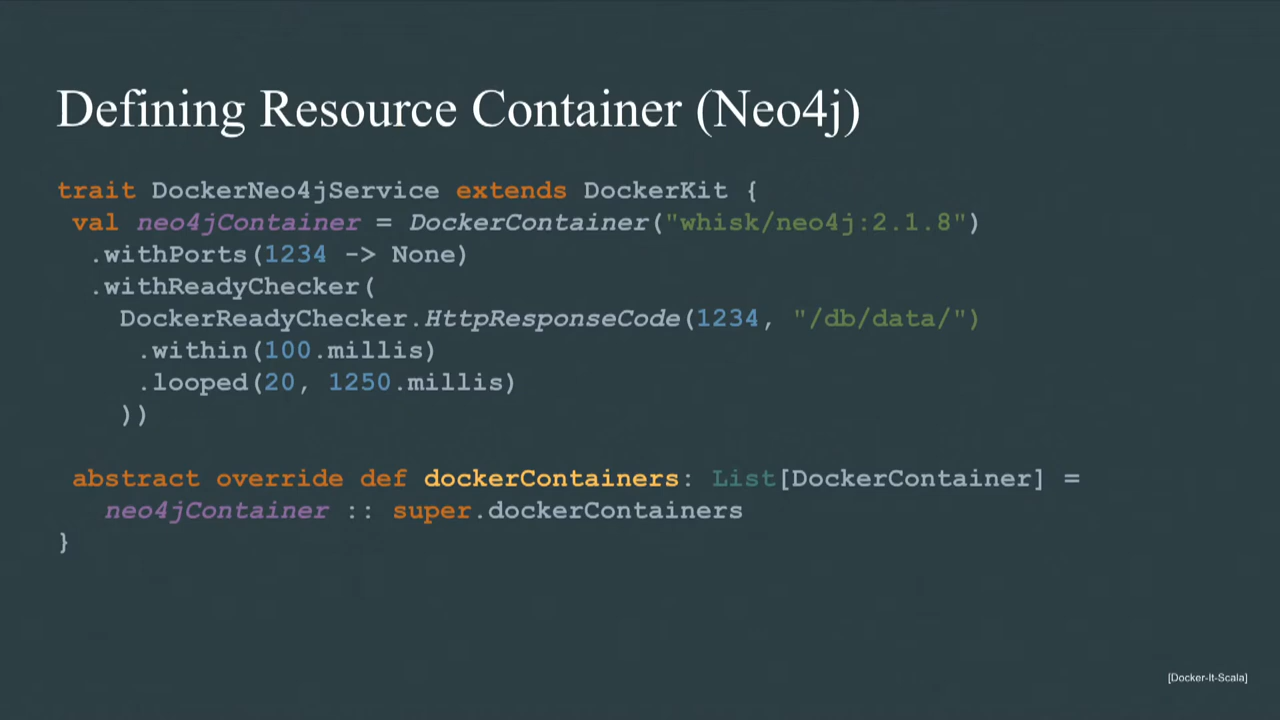 Defining Resource Container (Neo4j)
trait DockerNeo4jService extends DockerKit {
val neo4jContainer = DockerContainer("whisk/neo4j:2.1.8")
.withPorts(1234 -> None)
.withReadyChecker(
DockerReadyChecker.HttpResponseCode(1234, "/db/data/")
.within(100.millis)
.looped(20, 1250.millis)
))
abstract override def dockerContainers: List[DockerContainer] =
neo4jContainer :: super.dockerContainers
}
[Docker-It-Scala]